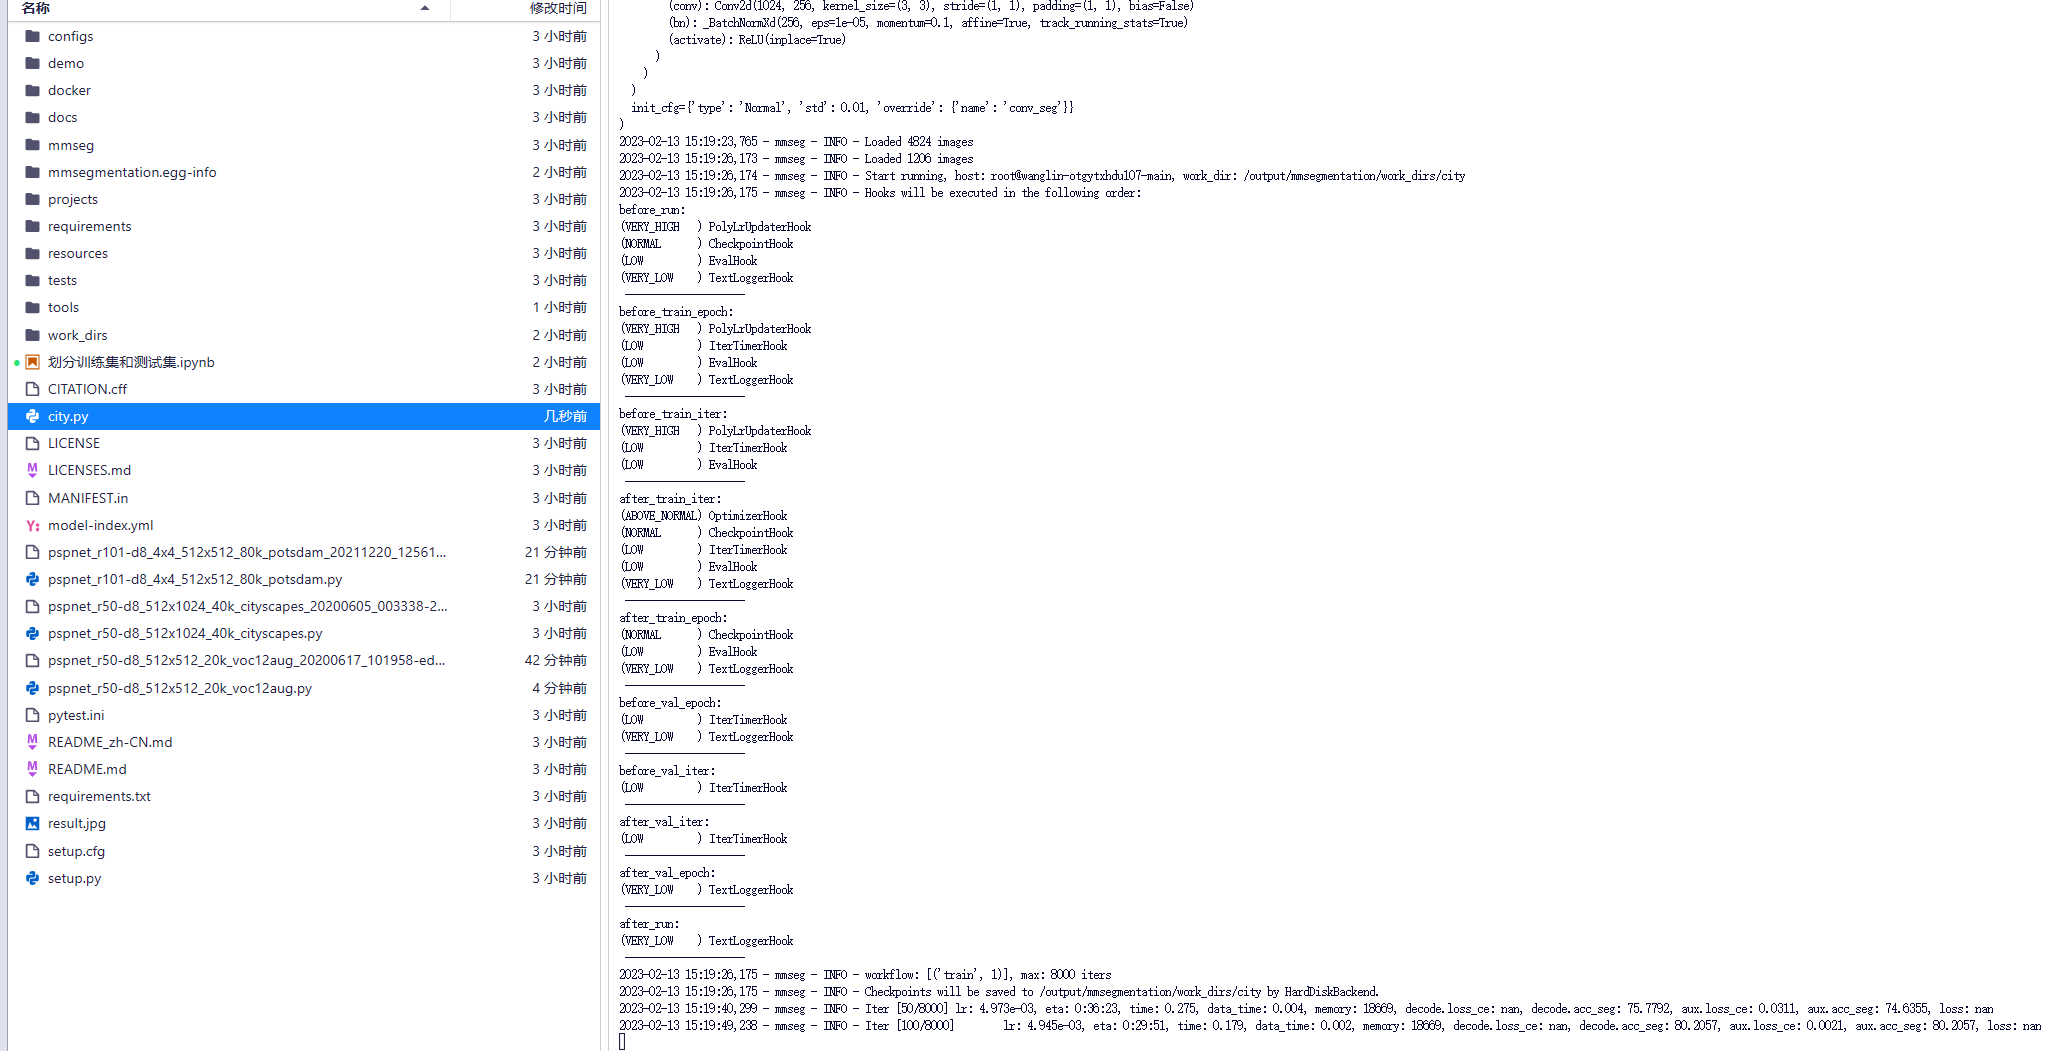 名称 修改时间
configs 3 小时前
demo 3 小时前
docker 3 小时前
docs 3 小时前
mmseg 3 小时前
mmsegmentation.egg-info 2 小时前
projects 3 小时前
requirements 3 小时前
resources 3 小时前
tests 3 小时前
tools 1 小时前
work_dirs 2 小时前
划分训练集和测试集.ipynb 2 小时前
CITATION.cff 3 小时前
city.py 几秒前
LICENSE 3 小时前
LICENSES.md 3 小时前
MANIFEST.in 3 小时前
model-index.yml 3 小时前
pspnet_r101-d8_4x4_512x512_80k_potsdam_20211220_12561... 21 分钟前
pspnet_r101-d8_4x4_512x512_80k_potsdam.py 21 分钟前
pspnet_r50-d8_512x1024_40k_cityscapes_20200605_003338-2... 3 小时前
pspnet_r50-d8_512x1024_40k_cityscapes.py 3 小时前
pspnet_r50-d8_512x512_20k_voc12aug_20200617_101958-ed... 42 分钟前
pspnet_r50-d8_512x512_20k_voc12aug.py 4 分钟前
pytest.ini 3 小时前
README_zh-CN.md 3 小时前
README.md 3 小时前
requirements.txt 3 小时前
result.jpg 3 小时前
setup.cfg 3 小时前
setup.py 3 小时前
(conv): Conv2d(1024, 256, kernel_size=(3, 3), stride=(1, 1), padding=(1, 1), bias=False)
(bn): _BatchNormXd(256, eps=1e-05, momentum=0.1, affine=True, track_running_stats=True)
(activate): ReLU(inplace=True)
)
)
)
init_cfg={'type': 'Normal', 'std': 0.01, 'override': {'name': 'conv_seg'}}
)
2023-02-13 15:19:23,765 - mmseg - INFO - Loaded 4824 images
2023-02-13 15:19:26,173 - mmseg - INFO - Loaded 1206 images
2023-02-13 15:19:26,174 - mmseg - INFO - Start running, host: root@wanglin-otgytxhdu107-main, work_dir: /output/mmsegmentation/work_dirs/city
2023-02-13 15:19:26,175 - mmseg - INFO - Hooks will be executed in the following order:
before_run:
(VERY_HIGH   ) PolyLrUpdaterHook
(NORMAL      ) CheckpointHook
(LOW         ) EvalHook
(VERY_LOW    ) TextLoggerHook
--------------------
before_train_epoch:
(VERY_HIGH   ) PolyLrUpdaterHook
(LOW         ) IterTimerHook
(LOW         ) EvalHook
(VERY_LOW    ) TextLoggerHook
--------------------
before_train_iter:
(VERY_HIGH   ) PolyLrUpdaterHook
(LOW         ) IterTimerHook
(LOW         ) EvalHook
--------------------
after_train_iter:
(ABOVE_NORMAL) OptimizerHook
(NORMAL      ) CheckpointHook
(LOW         ) IterTimerHook
(LOW         ) EvalHook
(VERY_LOW    ) TextLoggerHook
--------------------
after_train_epoch:
(NORMAL      ) CheckpointHook
(LOW         ) EvalHook
(VERY_LOW    ) TextLoggerHook
--------------------
before_val_epoch:
(LOW         ) IterTimerHook
(VERY_LOW    ) TextLoggerHook
--------------------
before_val_iter:
(LOW         ) IterTimerHook
--------------------
after_val_iter:
(LOW         ) IterTimerHook
--------------------
after_val_epoch:
(VERY_LOW    ) TextLoggerHook
--------------------
after_run:
(VERY_LOW    ) TextLoggerHook
--------------------
2023-02-13 15:19:26,175 - mmseg - INFO - workflow: [('train', 1)], max: 8000 iters
2023-02-13 15:19:26,175 - mmseg - INFO - Checkpoints will be saved to /output/mmsegmentation/work_dirs/city by HardDiskBackend.
2023-02-13 15:19:40,299 - mmseg - INFO - Iter [50/8000] lr: 4.973e-03, eta: 0:36:23, time: 0.275, data_time: 0.004, memory: 18669, decode.loss_ce: nan, decode.acc_seg: 75.7792, aux.loss_ce: 0.0311, aux.acc_seg: 74.6355, loss: nan
2023-02-13 15:19:49,238 - mmseg - INFO - Iter [100/8000] lr: 4.945e-03, eta: 0:29:51, time: 0.179, data_time: 0.002, memory: 18669, decode.loss_ce: nan, decode.acc_seg: 80.2057, aux.loss_ce: 0.0021, aux.acc_seg: 80.2057, loss: nan